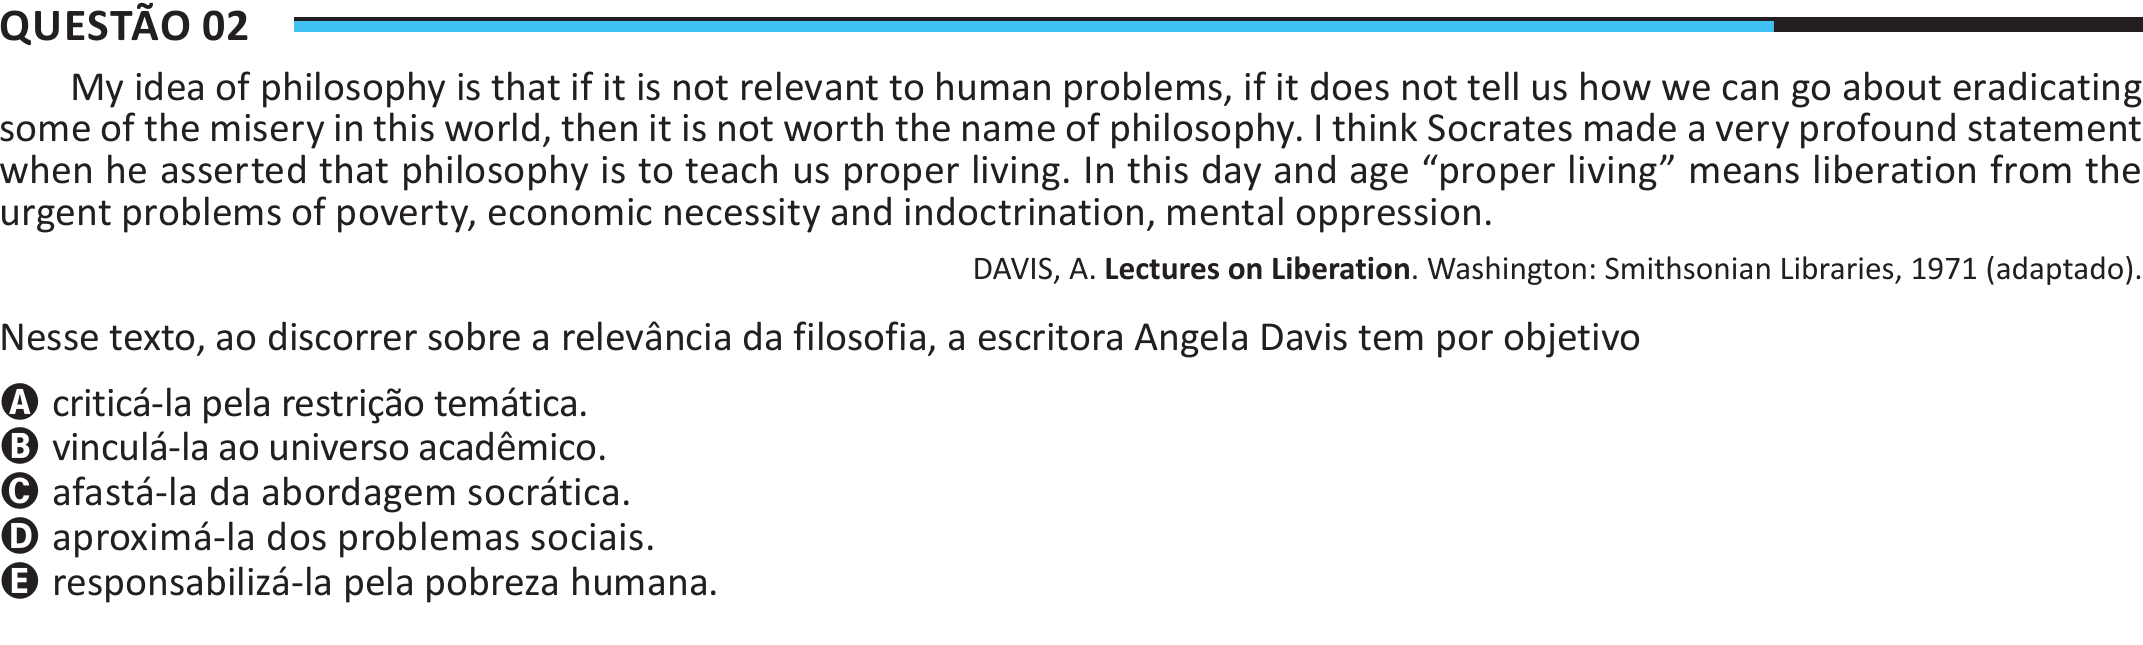 QUESTÃO 02
My idea of philosophy is that if it is not relevant to human problems, if it does not tell us how we can go about eradicating
some of the misery in this world, then it is not worth the name of philosophy. I think Socrates made a very profound statement
when he asserted that philosophy is to teach us proper living. In this day and age “proper living” means liberation from the
urgent problems of poverty, economic necessity and indoctrination, mental oppression.
DAVIS, A. Lectures on Liberation. Washington: Smithsonian Libraries, 1971 (adaptado).
Nesse texto, ao discorrer sobre a relevância da filosofia, a escritora Angela Davis tem por objetivo
A criticá-la pela restrição temática.
B vinculá-la ao universo acadêmico.
C afastá-la da abordagem socrática.
D aproximá-la dos problemas sociais.
E responsabilizá-la pela pobreza humana.